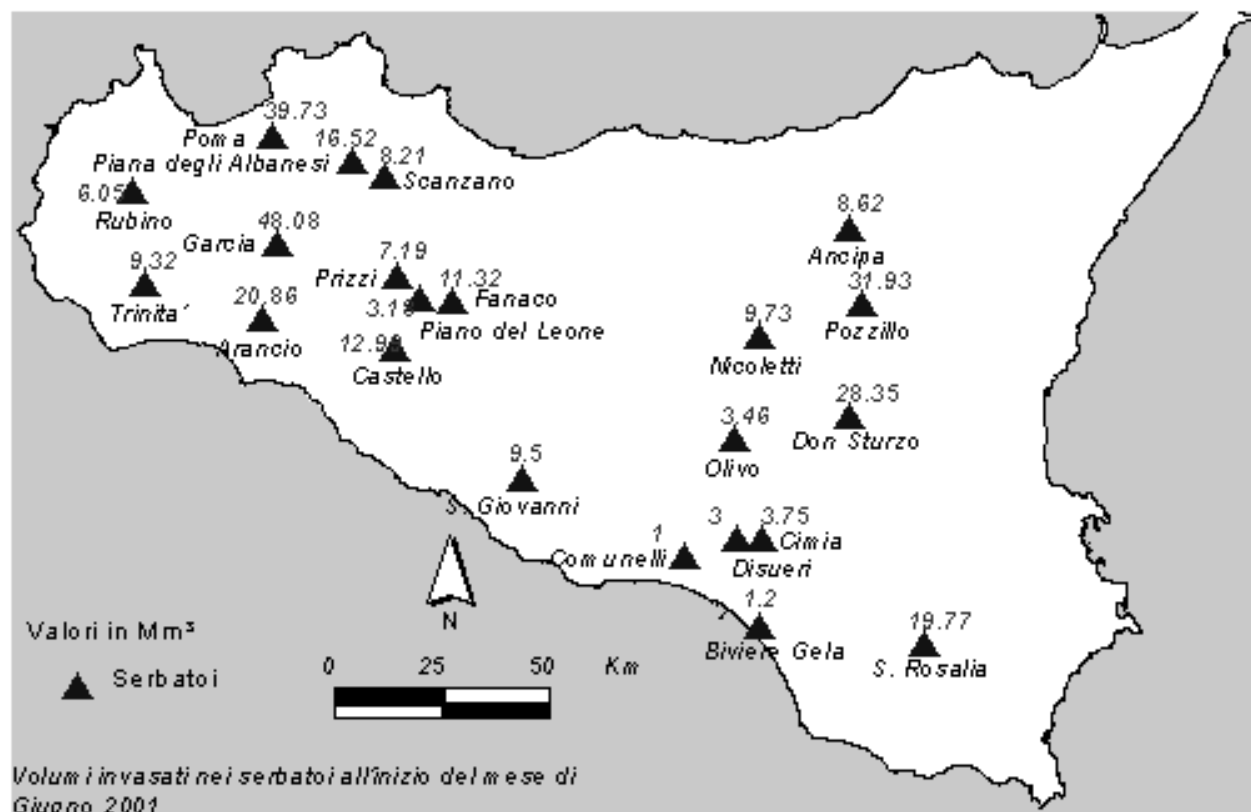 39.73
Poma
16.52
Piana degli Albanesi
8.21
Scanzano
6.05
Rubino
48.08
Garcia
8.62
Ancipa
9.32
Trinita´
7.19
Prizzi
11.32
Fanaco
Piano del Leone
31.93
Pozzillo
20.86
Arancio
9.73
Nicoletti
Castello
28.35
Don Sturzo
3.46
Olivo
9.5
S. Giovanni
3
3.75
Cimia
Disueri
1
Comunelli
N
1.2
Biviere Gela
19.77
S. Rosalia
Valori in Mm³
Serbatoi
0 25 50 Km
Volumi invasati nei serbatoi all'inizio del mese di
Giugno 2001